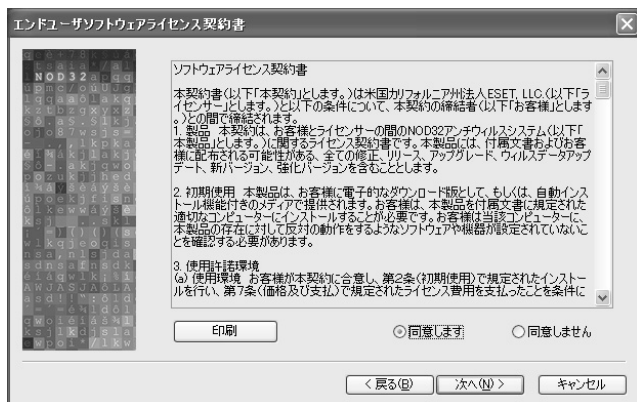 エンドユーザソフトウェアライセンス契約書
NOD32
ソフトウェアライセンス契約書
本契約書(以下「本契約」とします。)は米国カリフォルニア州法人ESET, LLC.(以下「ラ
イセンサー」とします。)と以下の条件について、本契約の締結者(以下「お客様」とします
。)との間で締結されます。
1. 製品 本契約は、お客様とライセンサーの間のNOD32アンチウィルスシステム(以下「
本製品」とします。)に関するライセンス契約書です。本製品には、付属文書およびお客
様に配布される可能性がある、全ての修正、リリース、アップグレード、ウィルスデータアップ
デート、新バージョン、強化バージョンを含むこととします。
2. 初期使用 本製品は、お客様に電子的なダウンロード版として、もしくは、自動インス
トール機能付きのメディアで提供されます。お客様は、本製品を付属文書に規定された
適切なコンピューターにインストールすることが必要です。お客様は当該コンピューターに、
本製品の存在に対して反対の動作をするようなソフトウェアや機器が設定されていないこ
とを確認する必要があります。
3. 使用許諾環境
(a) 使用環境 お客様が本契約に合意し、第2条(初期使用)で規定されたインストー
ルを行い、第7条(価格及び支払)で規定されたライセンス費用を支払ったことを条件に
印刷
同意します
同意しません
< 戻る(B)
次へ(N) >
キャンセル